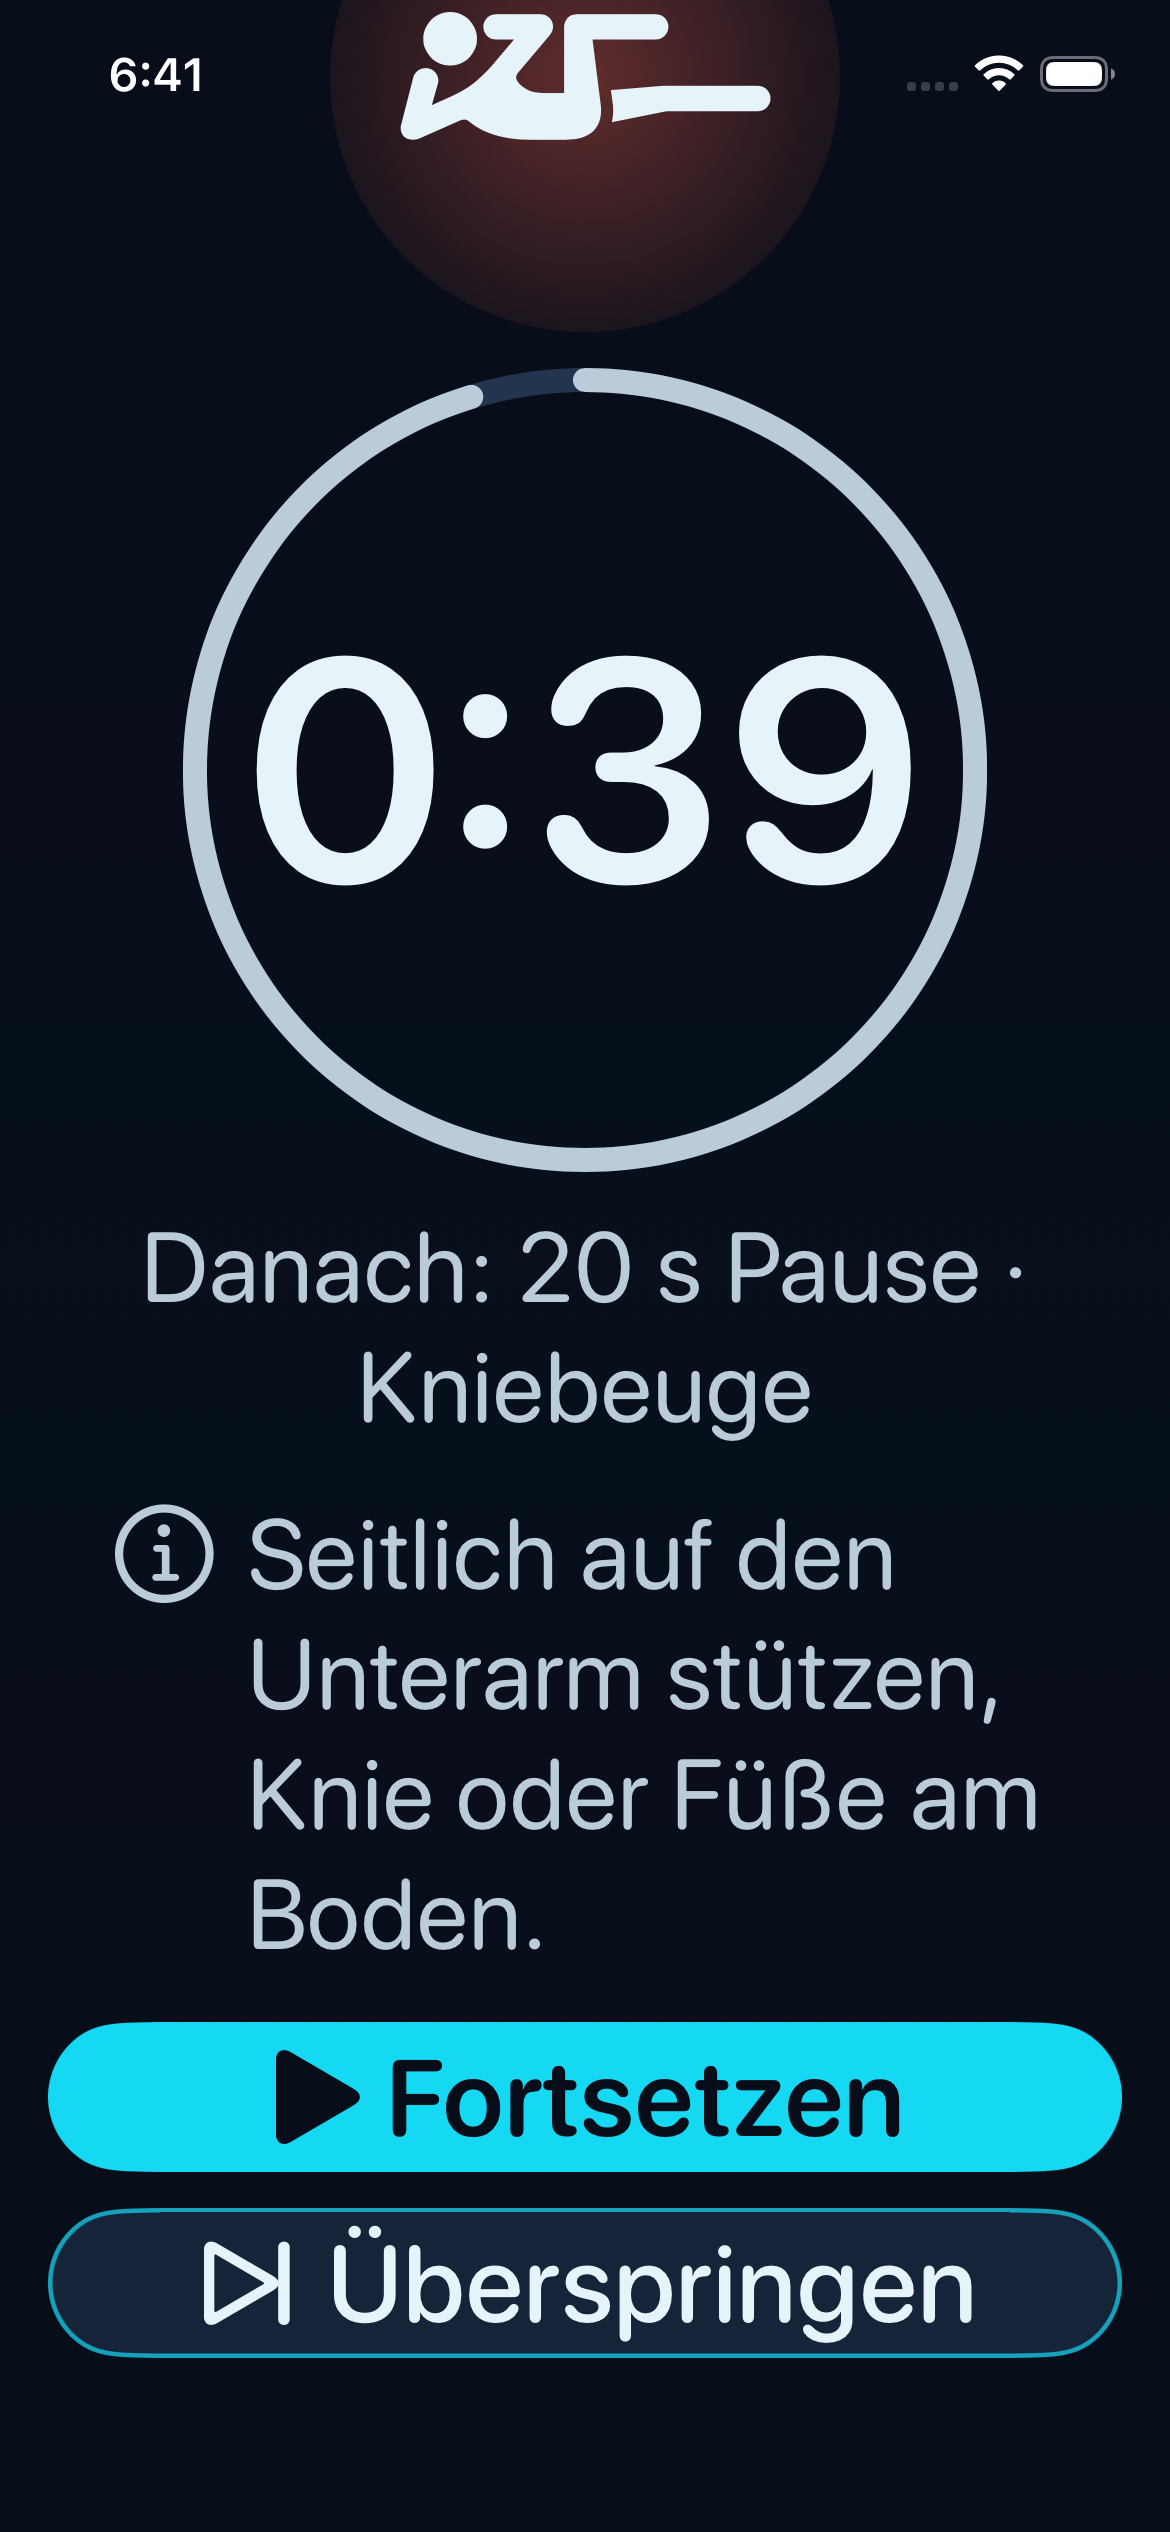 6:41
0:39
Danach: 20 s Pause ·
Kniebeuge
Seitlich auf den
Unterarm stützen,
Knie oder Füße am
Boden.
Fortsetzen
Überspringen